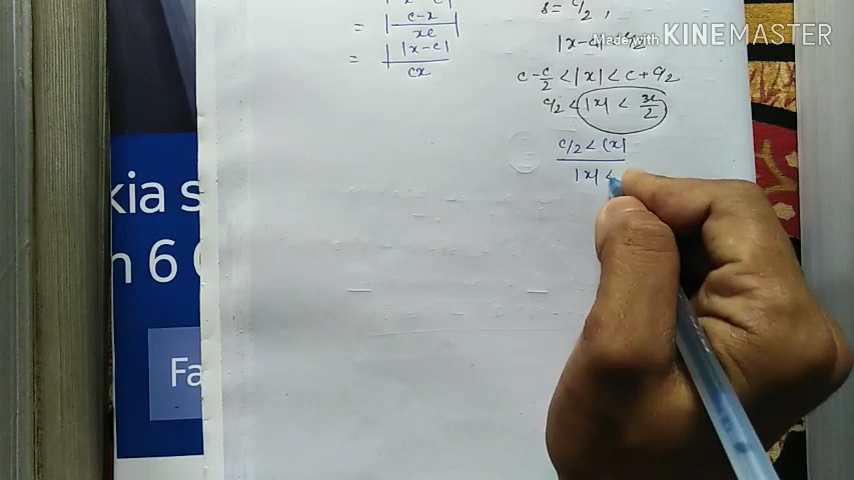 = | c-x / xc |
= | |x-c| / cx
δ = c/2 ,
|x-c| < c/2
c - c/2 < |x| < c + c/2
c/2 < |x| < 3c/2
c/2 < |x|
|x| <
Made with KINEMASTER
kia s
n 6
Fa